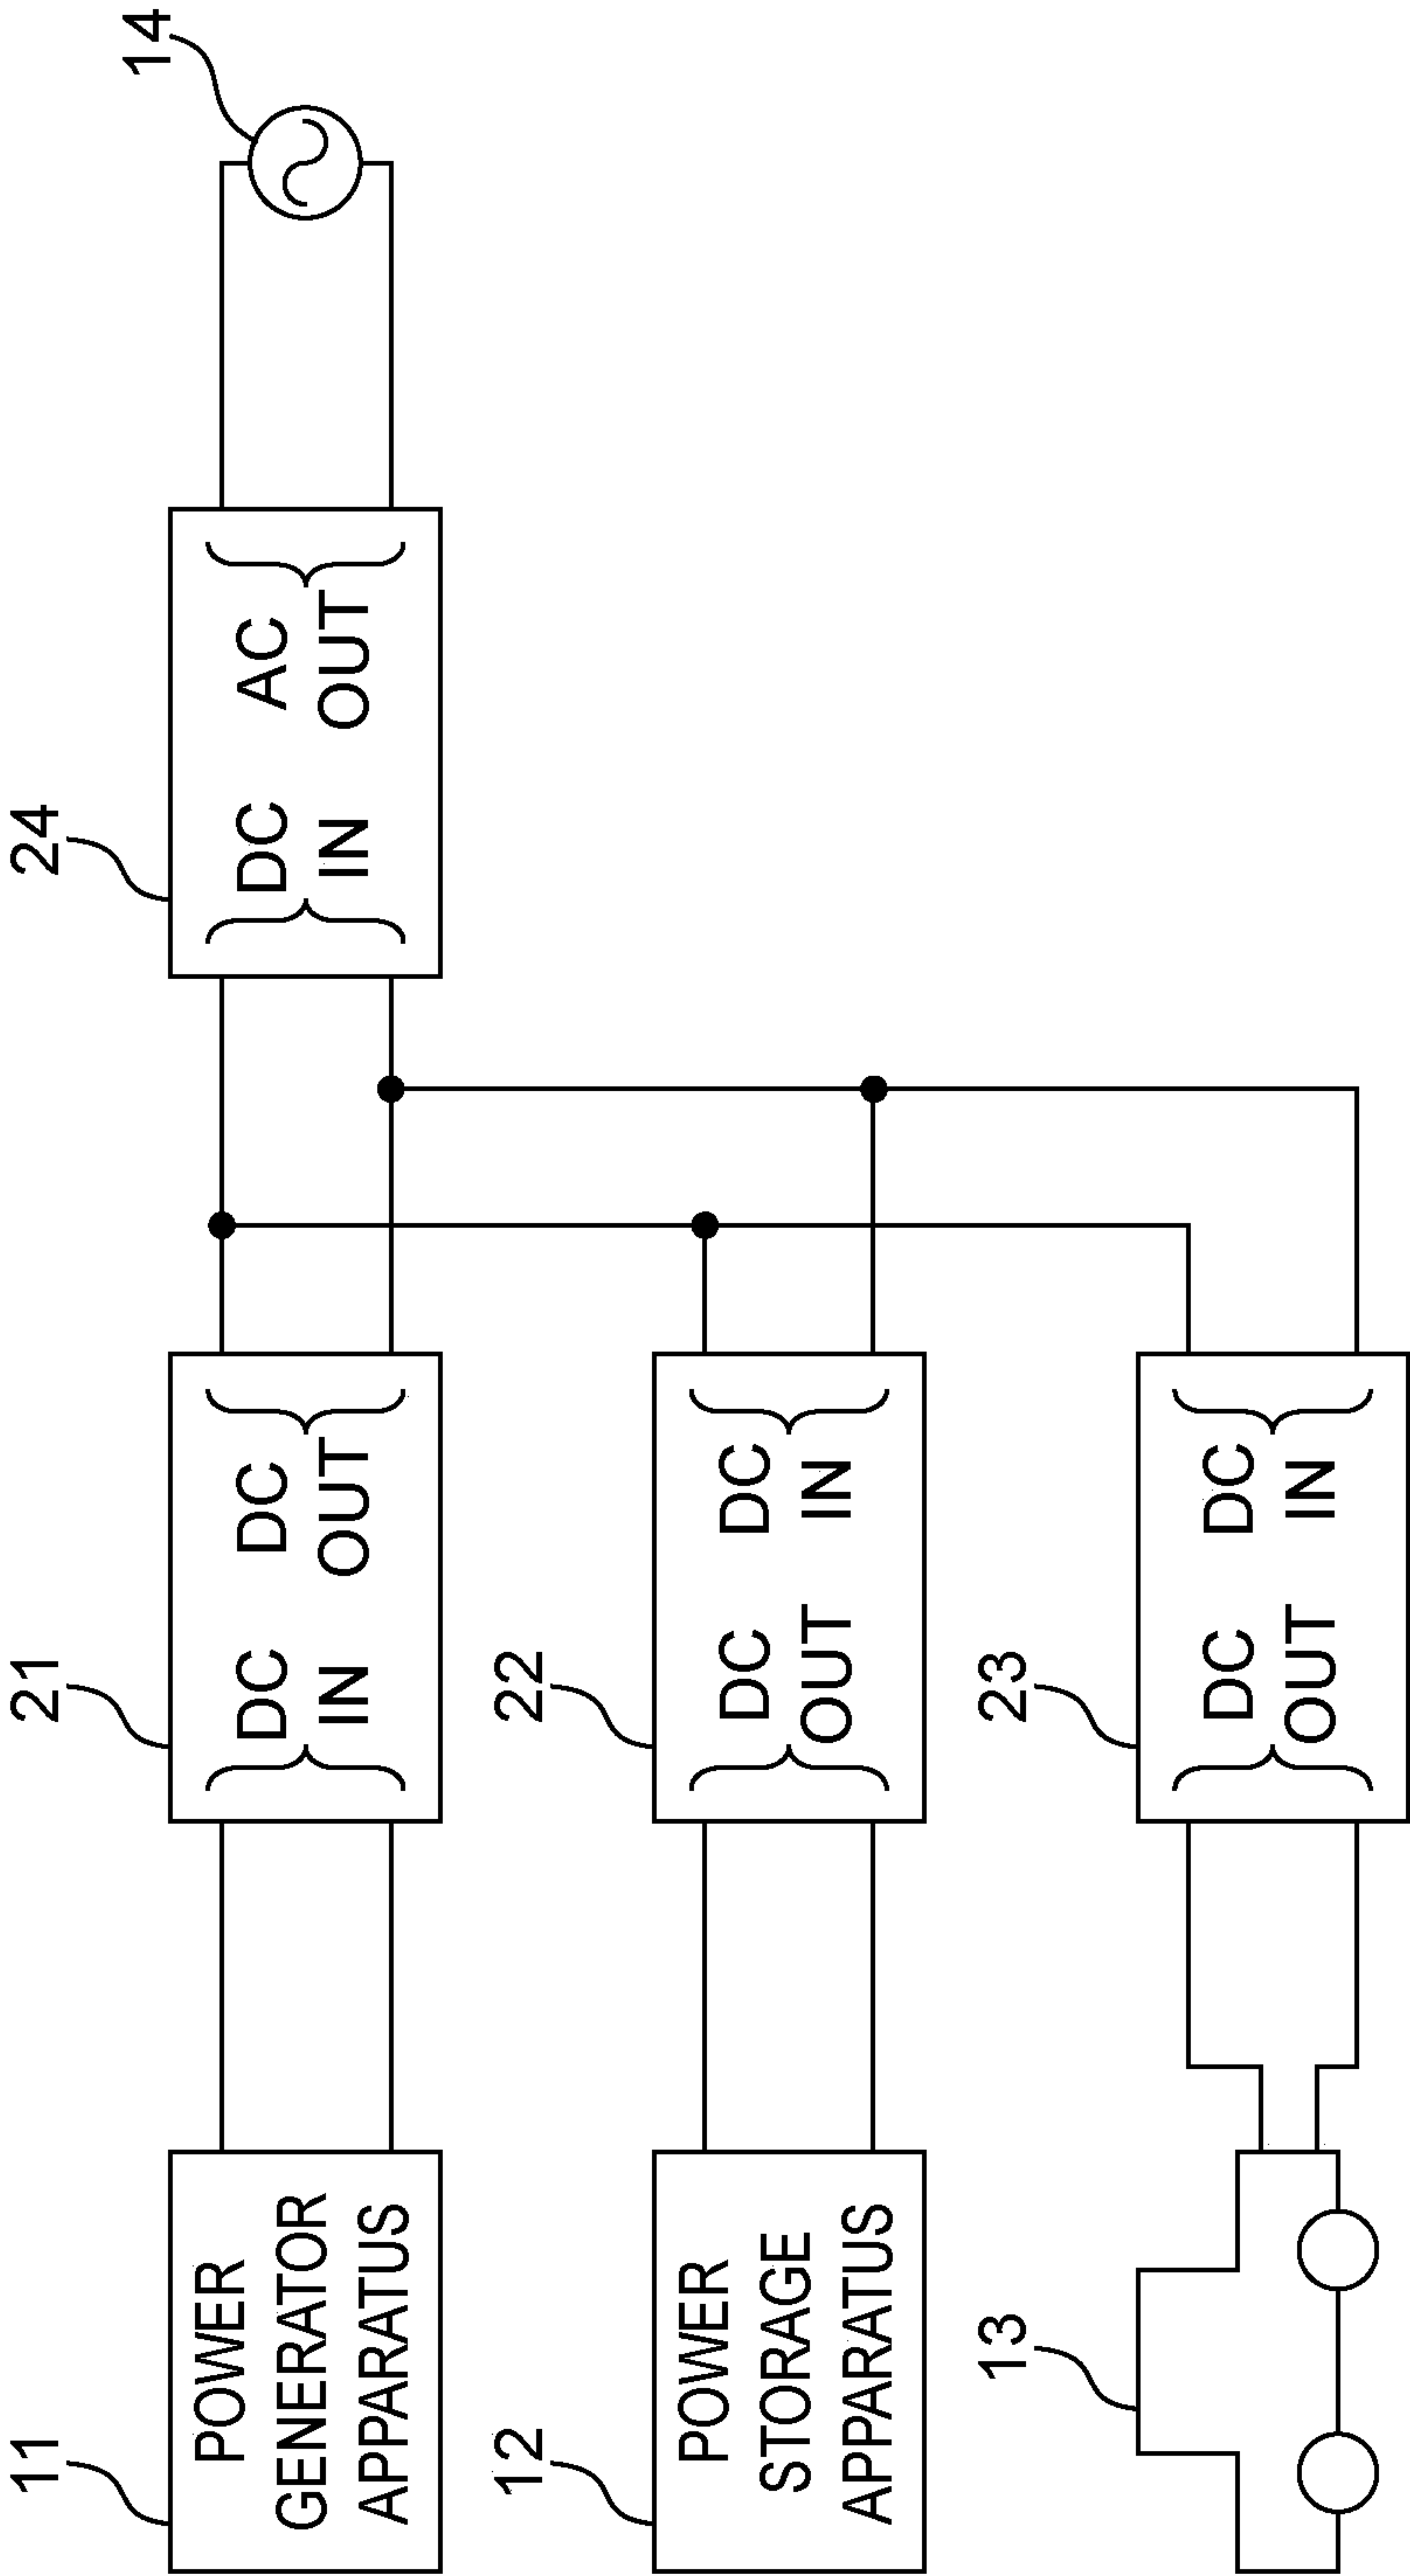 11
POWER
GENERATOR
APPARATUS
21
DC DC
IN OUT
24
DC AC
IN OUT
14
12
POWER
STORAGE
APPARATUS
22
DC DC
OUT IN
13
23
DC DC
OUT IN